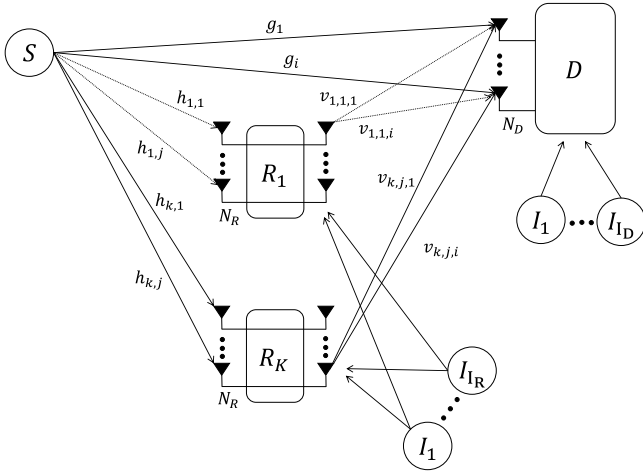 S
g_1
g_i
D
h_{1,1}
h_{1,j}
v_{1,1,1}
v_{1,1,i}
N_D
R_1
N_R
h_{k,1}
h_{k,j}
v_{k,j,1}
v_{k,j,i}
I_1
I_{I_D}
R_K
N_R
I_{I_R}
I_1